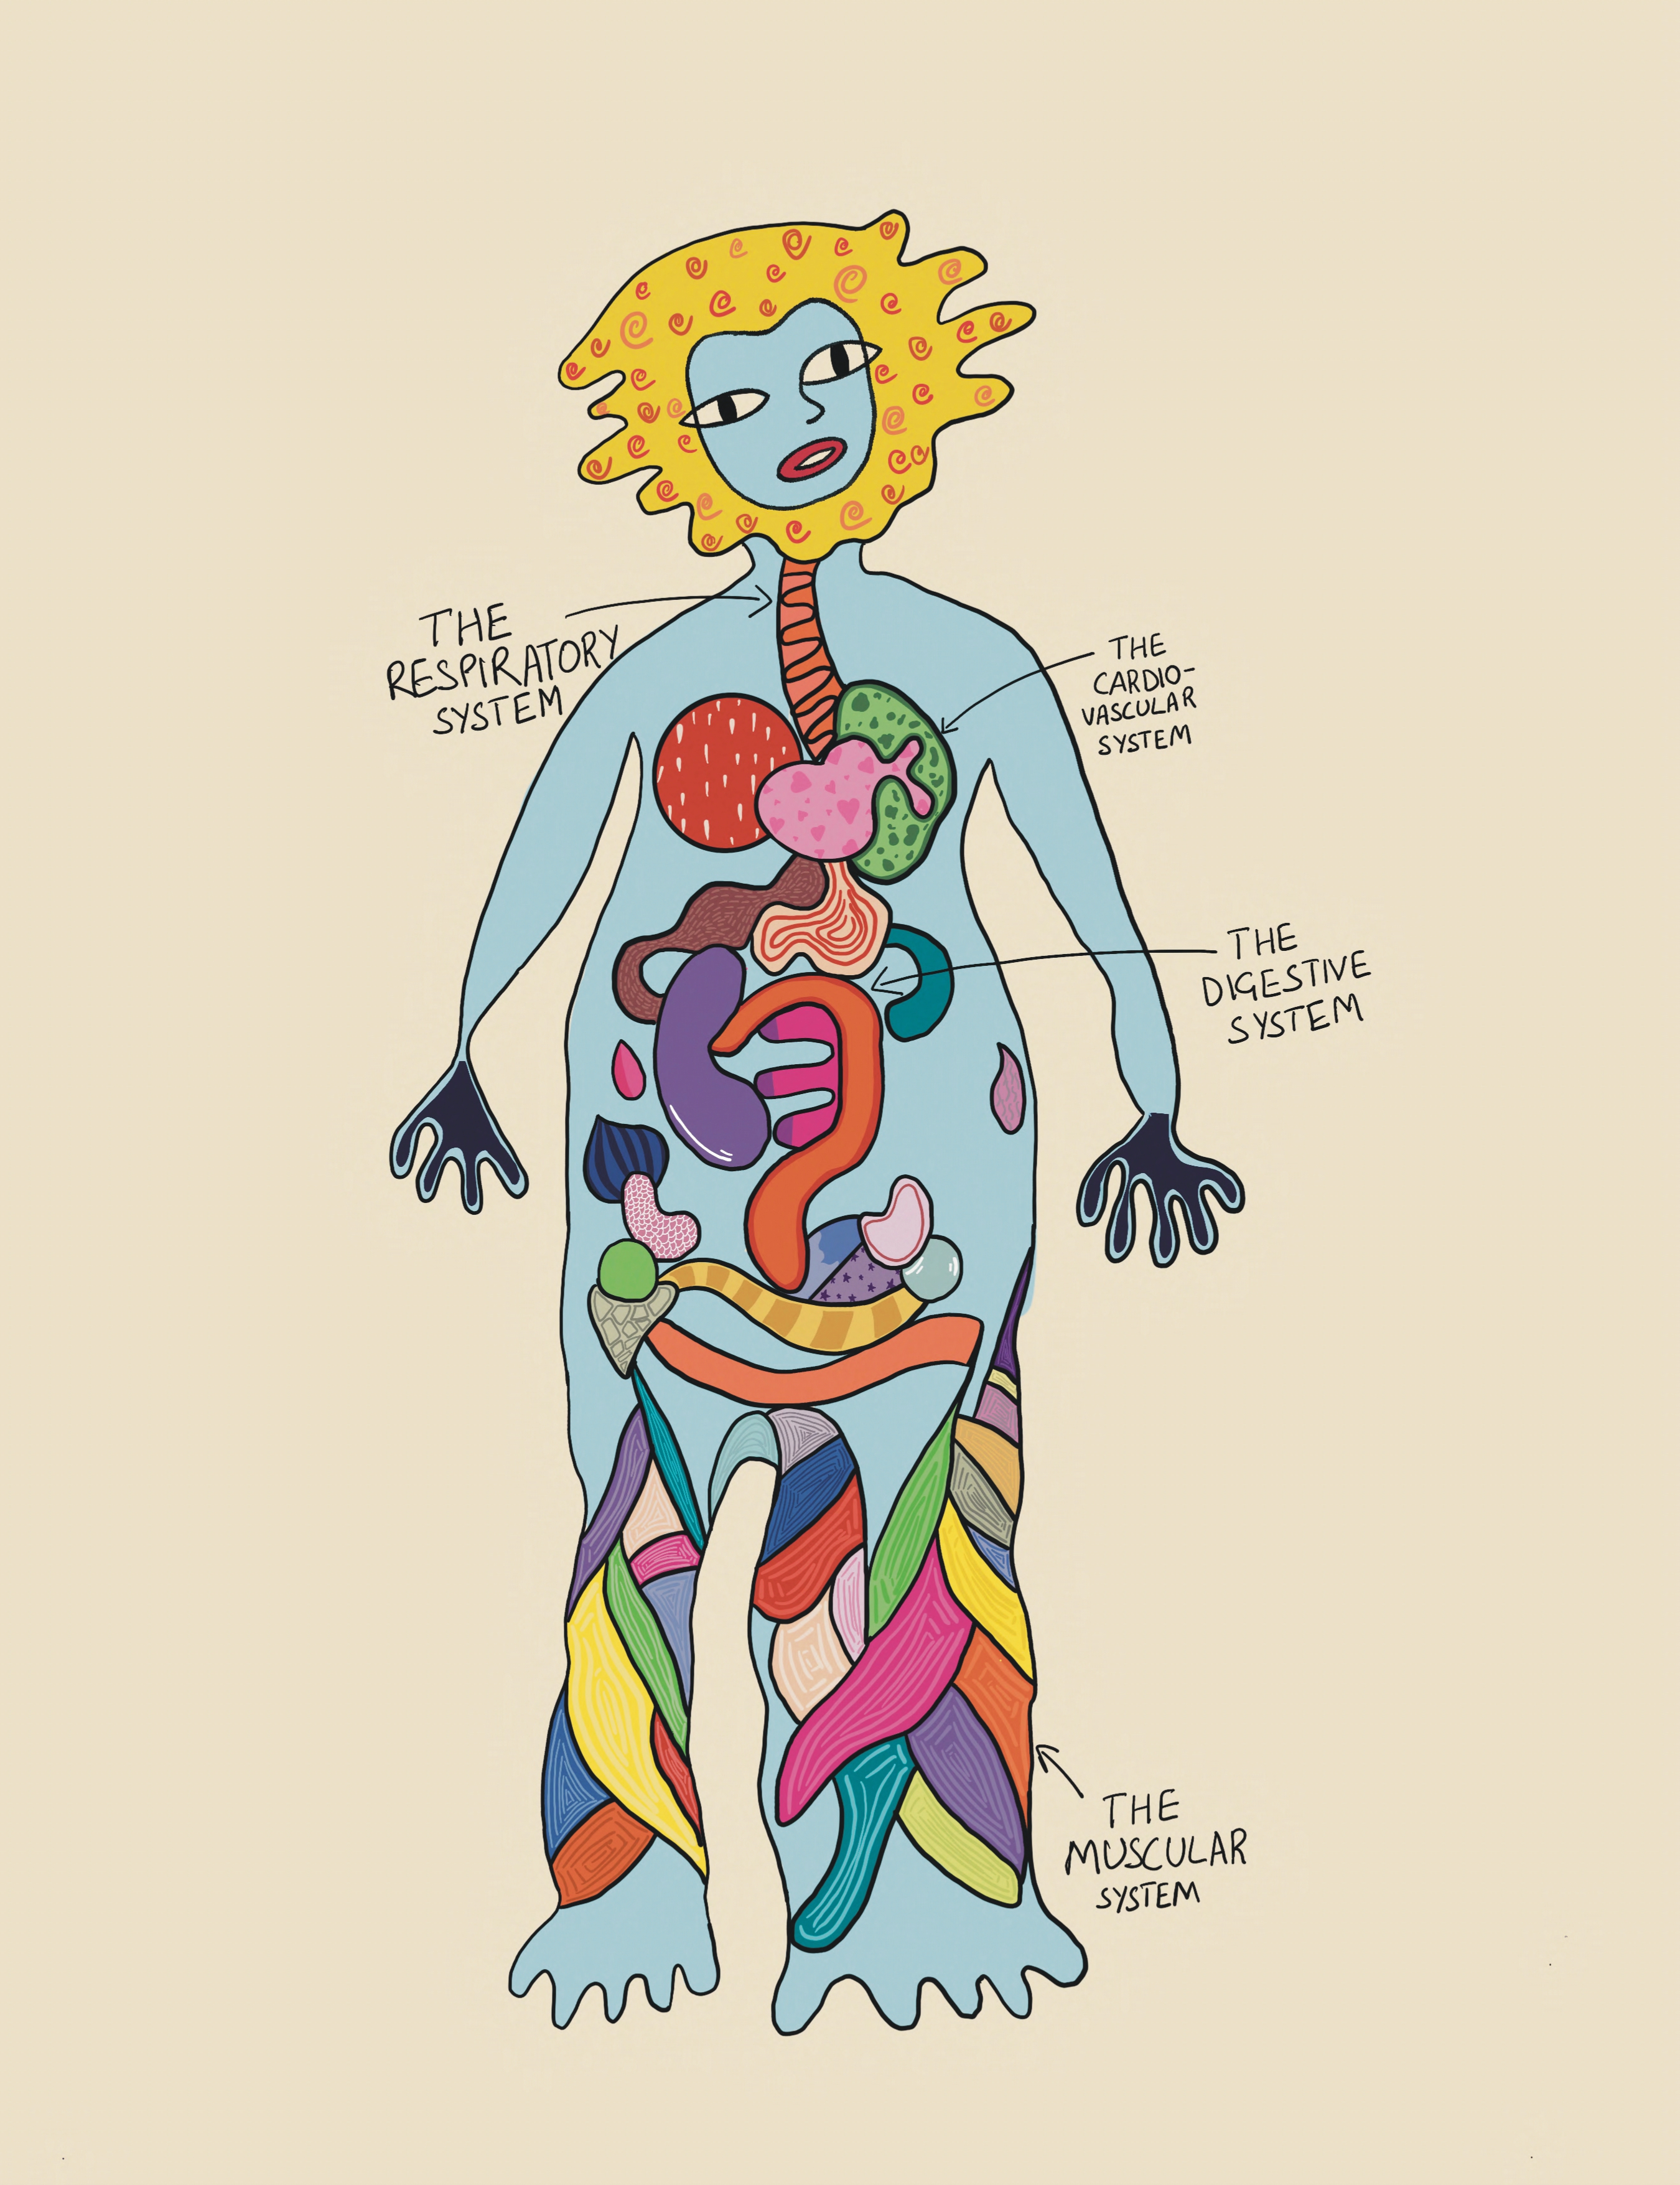 THE
RESPIRATORY
SYSTEM
THE
CARDIO-
VASCULAR
SYSTEM
THE
DIGESTIVE
SYSTEM
THE
MUSCULAR
SYSTEM